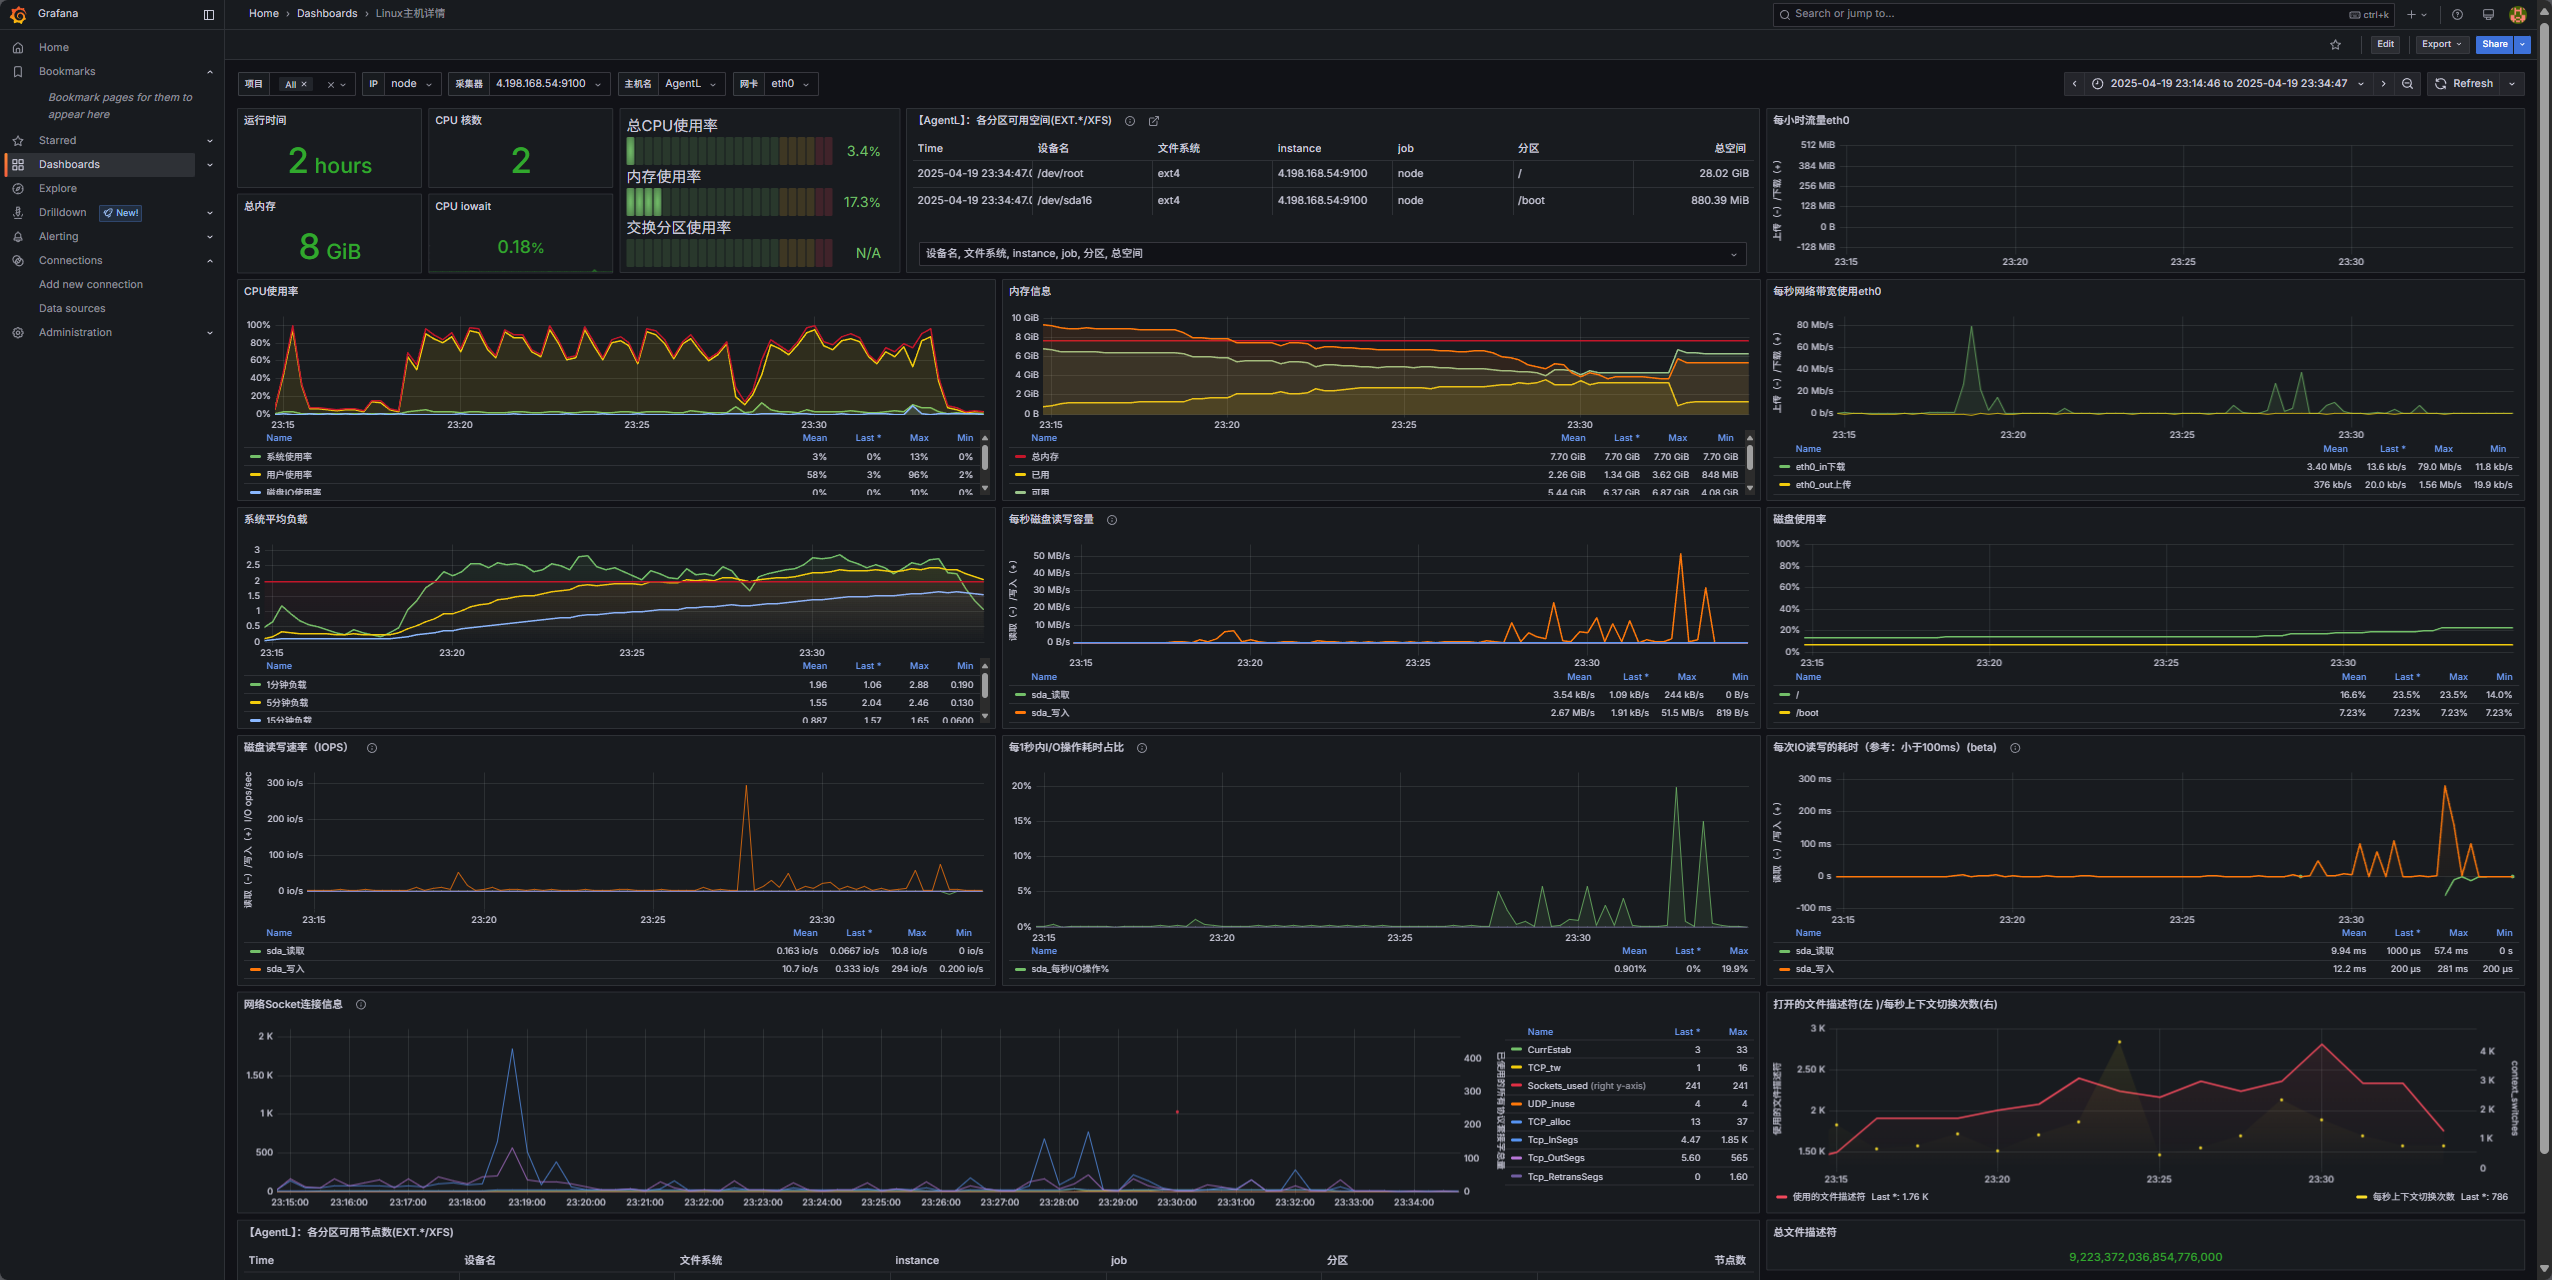 Grafana
Home › Dashboards › Linux主机详情
Search or jump to...
ctrl+k
Home
Bookmarks
Bookmark pages for them to
appear here
Starred
Dashboards
Explore
Drilldown New!
Alerting
Connections
Add new connection
Data sources
Administration
Edit
Export
Share
项目 All
IP node
采集器 4.198.168.54:9100
主机名 AgentL
网卡 eth0
2025-04-19 23:14:46 to 2025-04-19 23:34:47
Refresh
运行时间
2 hours
CPU 核数
2
总内存
8 GiB
CPU iowait
0.18%
总CPU使用率
3.4%
内存使用率
17.3%
交换分区使用率
N/A
【AgentL】：各分区可用空间(EXT.*/XFS)
Time 设备名 文件系统 instance job 分区 总空间
2025-04-19 23:34:47.0 /dev/root ext4 4.198.168.54:9100 node / 28.02 GiB
2025-04-19 23:34:47.0 /dev/sda16 ext4 4.198.168.54:9100 node /boot 880.39 MiB
设备名, 文件系统, instance, job, 分区, 总空间
每小时流量eth0
上传（-）/下载（+）
512 MiB
384 MiB
256 MiB
128 MiB
0 B
-128 MiB
23:15 23:20 23:25 23:30
CPU使用率
100%
80%
60%
40%
20%
0%
23:15 23:20 23:25 23:30
Name Mean Last * Max Min
系统使用率 3% 0% 13% 0%
用户使用率 58% 3% 96% 2%
磁盘IO使用率 0% 0% 10% 0%
内存信息
10 GiB
8 GiB
6 GiB
4 GiB
2 GiB
0 B
23:15 23:20 23:25 23:30
Name Mean Last * Max Min
总内存 7.70 GiB 7.70 GiB 7.70 GiB 7.70 GiB
已用 2.26 GiB 1.34 GiB 3.62 GiB 848 MiB
可用 5.44 GiB 6.37 GiB 6.87 GiB 4.08 GiB
每秒网络带宽使用eth0
上传（-）/下载（+）
80 Mb/s
60 Mb/s
40 Mb/s
20 Mb/s
0 b/s
23:15 23:20 23:25 23:30
Name Mean Last * Max Min
eth0_in下载 3.40 Mb/s 13.6 kb/s 79.0 Mb/s 11.8 kb/s
eth0_out上传 376 kb/s 20.0 kb/s 1.56 Mb/s 19.9 kb/s
系统平均负载
3
2.5
2
1.5
1
0.5
0
23:15 23:20 23:25 23:30
Name Mean Last * Max Min
1分钟负载 1.96 1.06 2.88 0.190
5分钟负载 1.55 2.04 2.46 0.130
15分钟负载 0.887 1.57 1.65 0.0600
每秒磁盘读写容量
读取（-）/写入（+）
50 MB/s
40 MB/s
30 MB/s
20 MB/s
10 MB/s
0 B/s
23:15 23:20 23:25 23:30
Name Mean Last * Max Min
sda_读取 3.54 kB/s 1.09 kB/s 244 kB/s 0 B/s
sda_写入 2.67 MB/s 1.91 kB/s 51.5 MB/s 819 B/s
磁盘使用率
100%
80%
60%
40%
20%
0%
23:15 23:20 23:25 23:30
Name Mean Last * Max Min
/ 16.6% 23.5% 23.5% 14.0%
/boot 7.23% 7.23% 7.23% 7.23%
磁盘读写速率（IOPS）
读取（-）/写入（+）I/O ops/sec
300 io/s
200 io/s
100 io/s
0 io/s
23:15 23:20 23:25 23:30
Name Mean Last * Max Min
sda_读取 0.163 io/s 0.0667 io/s 10.8 io/s 0 io/s
sda_写入 10.7 io/s 0.333 io/s 294 io/s 0.200 io/s
每1秒内I/O操作耗时占比
20%
15%
10%
5%
0%
23:15 23:20 23:25 23:30
Name Mean Last * Max
sda_每秒I/O操作% 0.901% 0% 19.9%
每次IO读写的耗时（参考：小于100ms）(beta)
读取（-）/写入（+）
300 ms
200 ms
100 ms
0 s
-100 ms
23:15 23:20 23:25 23:30
Name Mean Last * Max Min
sda_读取 9.94 ms 1000 µs 57.4 ms 0 s
sda_写入 12.2 ms 200 µs 281 ms 200 µs
网络Socket连接信息
2 K
1.50 K
1 K
500
0
400
300
200
100
0
已使用的所有协议套接字总量
23:15:00 23:16:00 23:17:00 23:18:00 23:19:00 23:20:00 23:21:00 23:22:00 23:23:00 23:24:00 23:25:00 23:26:00 23:27:00 23:28:00 23:29:00 23:30:00 23:31:00 23:32:00 23:33:00 23:34:00
Name Last * Max
CurrEstab 3 33
TCP_tw 1 16
Sockets_used (right y-axis) 241 241
UDP_inuse 4 4
TCP_alloc 13 37
Tcp_InSegs 4.47 1.85 K
Tcp_OutSegs 5.60 565
Tcp_RetransSegs 0 1.60
打开的文件描述符(左 )/每秒上下文切换次数(右)
使用的文件描述符
3 K
2.50 K
2 K
1.50 K
4 K
3 K
2 K
1 K
0
context_switches
23:15 23:20 23:25 23:30
使用的文件描述符 Last *: 1.76 K
每秒上下文切换次数 Last *: 786
【AgentL】：各分区可用节点数(EXT.*/XFS)
Time 设备名 文件系统 instance job 分区 节点数
总文件描述符
9,223,372,036,854,776,000